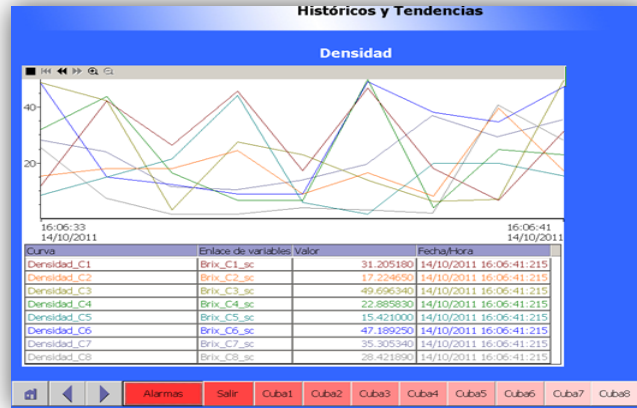 Históricos y Tendencias
Densidad
40
20
16:06:33
14/10/2011
16:06:41
14/10/2011
Curva Enlace de variables Valor Fecha/Hora
Densidad_C1 Brix_C1_sc 31.205180 14/10/2011 16:06:41:215
Densidad_C2 Brix_C2_sc 17.224650 14/10/2011 16:06:41:215
Densidad_C3 Brix_C3_sc 49.696340 14/10/2011 16:06:41:215
Densidad_C4 Brix_C4_sc 22.885830 14/10/2011 16:06:41:215
Densidad_C5 Brix_C5_sc 15.421000 14/10/2011 16:06:41:215
Densidad_C6 Brix_C6_sc 47.189250 14/10/2011 16:06:41:215
Densidad_C7 Brix_C7_sc 35.305340 14/10/2011 16:06:41:215
Densidad_C8 Brix_C8_sc 28.421890 14/10/2011 16:06:41:215
Alarmas Salir Cuba1 Cuba2 Cuba3 Cuba4 Cuba5 Cuba6 Cuba7 Cuba8